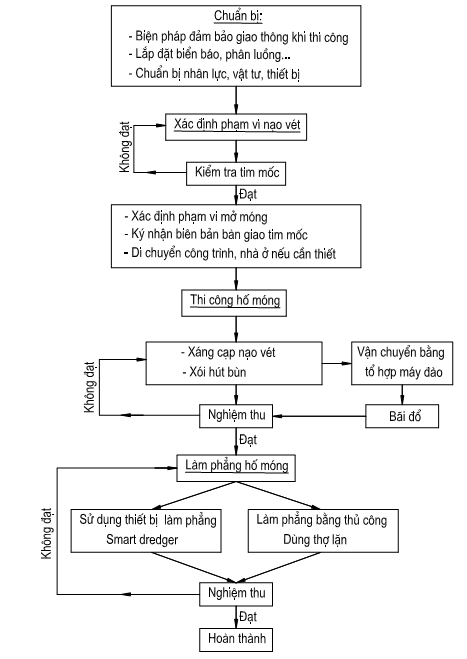 Chuẩn bị:
- Biện pháp đảm bảo giao thông khi thi công
- Lắp đặt biển báo, phân luồng...
- Chuẩn bị nhân lực, vật tư, thiết bị
Xác định phạm vi nạo vét
Không đạt
Kiểm tra tim mốc
Đạt
- Xác định phạm vi mở móng
- Ký nhận biên bản bàn giao tim mốc
- Di chuyển công trình, nhà ở nếu cần thiết
Thi công hố móng
- Xáng cạp nạo vét
- Xói hút bùn
Vận chuyển bằng
tổ hợp máy đào
Không đạt
Nghiệm thu
Bãi đổ
Đạt
Làm phẳng hố móng
Không đạt
Sử dụng thiết bị làm phẳng
Smart dredger
Làm phẳng bằng thủ công
Dùng thợ lặn
Nghiệm thu
Đạt
Hoàn thành